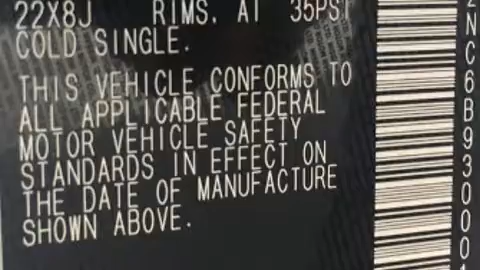 22X8J RIMS, AT 35PSI
COLD SINGLE.
THIS VEHICLE CONFORMS TO
ALL APPLICABLE FEDERAL
MOTOR VEHICLE SAFETY
STANDARDS IN EFFECT ON
THE DATE OF MANUFACTURE
SHOWN ABOVE.
2NC6B93000